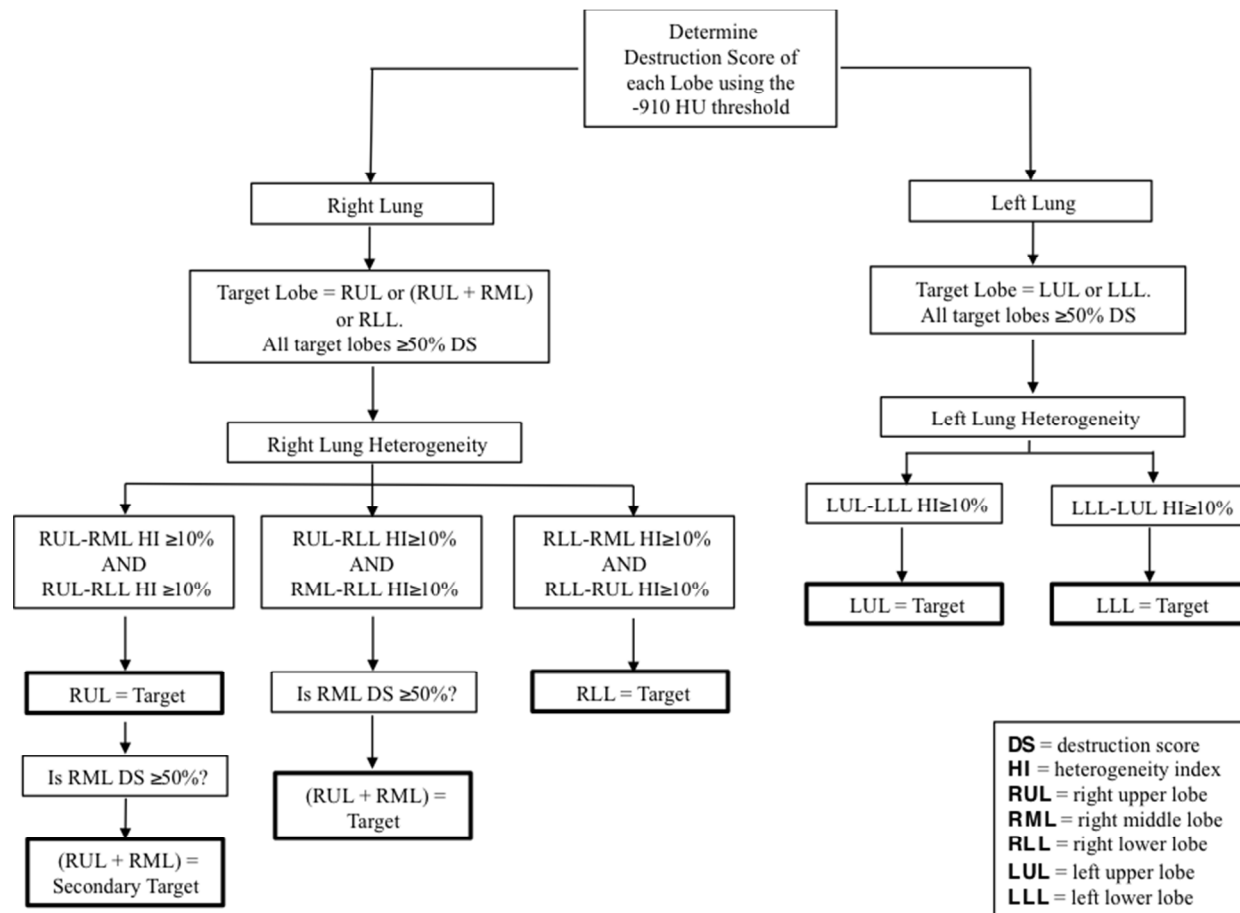 Determine
Destruction Score of
each Lobe using the
-910 HU threshold
Right Lung
Left Lung
Target Lobe = RUL or (RUL + RML)
or RLL.
All target lobes ≥50% DS
Target Lobe = LUL or LLL.
All target lobes ≥50% DS
Right Lung Heterogeneity
Left Lung Heterogeneity
RUL-RML HI ≥10%
AND
RUL-RLL HI ≥10%
RUL-RLL HI≥10%
AND
RML-RLL HI≥10%
RLL-RML HI≥10%
AND
RLL-RUL HI≥10%
LUL-LLL HI≥10%
LLL-LUL HI≥10%
LUL = Target
LLL = Target
RUL = Target
Is RML DS ≥50%?
RLL = Target
Is RML DS ≥50%?
(RUL + RML) =
Target
(RUL + RML) =
Secondary Target
DS = destruction score
HI = heterogeneity index
RUL = right upper lobe
RML = right middle lobe
RLL = right lower lobe
LUL = left upper lobe
LLL = left lower lobe